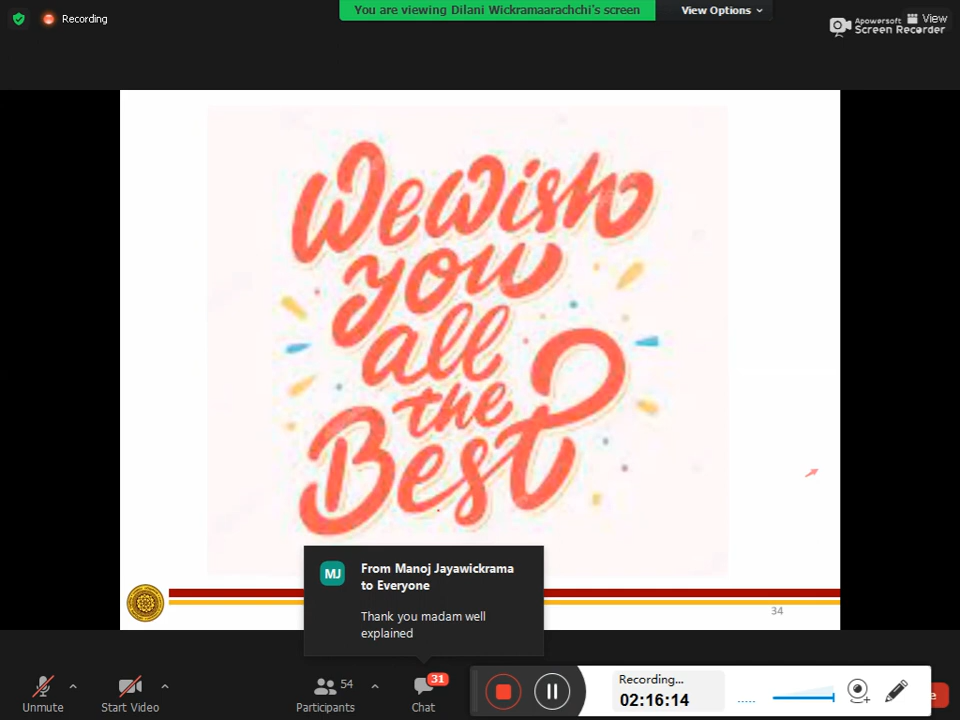 Recording
You are viewing Dilani Wickramaarachchi's screen
View Options
View
Apowersoft
Screen Recorder
We wish
you
all
the
Best
From Manoj Jayawickrama
to Everyone
Thank you madam well
explained
34
Unmute
Start Video
54
Participants
31
Chat
Recording...
02:16:14
e